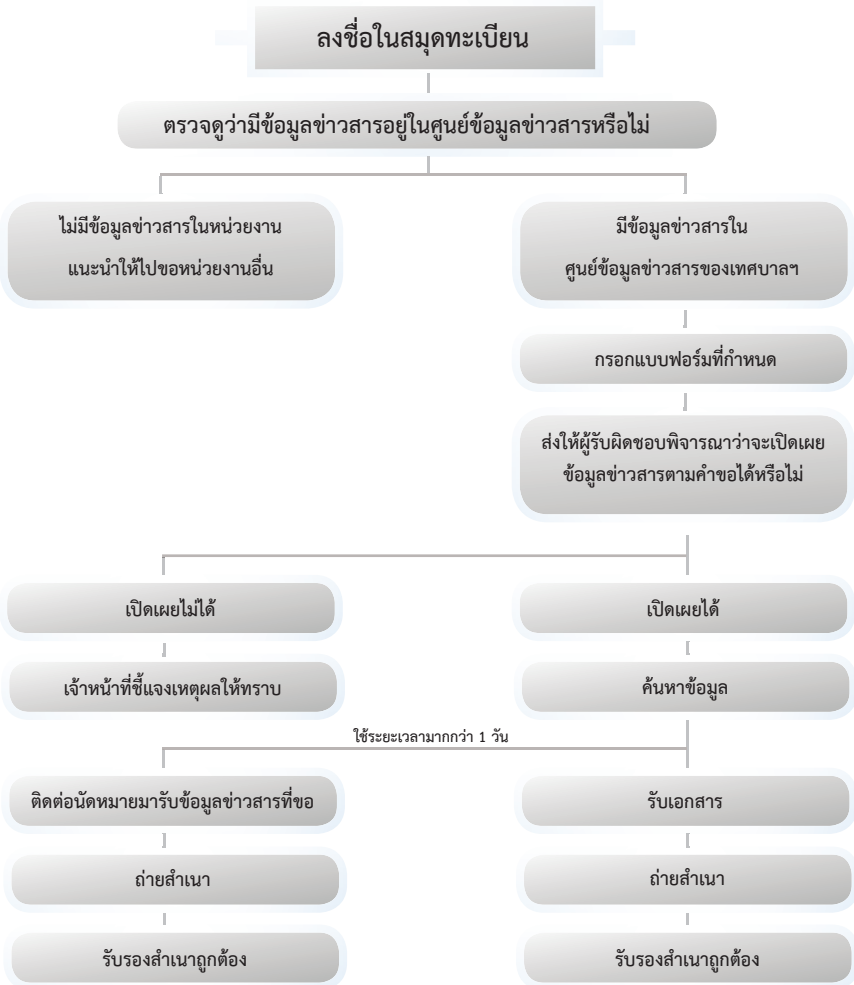 ลงชื่อในสมุดทะเบียน
ตรวจดูว่ามีข้อมูลข่าวสารอยู่ในศูนย์ข้อมูลข่าวสารหรือไม่
ไม่มีข้อมูลข่าวสารในหน่วยงาน
แนะนำให้ไปขอหน่วยงานอื่น
มีข้อมูลข่าวสารใน
ศูนย์ข้อมูลข่าวสารของเทศบาลฯ
กรอกแบบฟอร์มที่กำหนด
ส่งให้ผู้รับผิดชอบพิจารณาว่าจะเปิดเผย
ข้อมูลข่าวสารตามคำขอได้หรือไม่
เปิดเผยไม่ได้
เปิดเผยได้
เจ้าหน้าที่ชี้แจงเหตุผลให้ทราบ
ค้นหาข้อมูล
ใช้ระยะเวลามากกว่า 1 วัน
ติดต่อนัดหมายมารับข้อมูลข่าวสารที่ขอ
รับเอกสาร
ถ่ายสำเนา
ถ่ายสำเนา
รับรองสำเนาถูกต้อง
รับรองสำเนาถูกต้อง